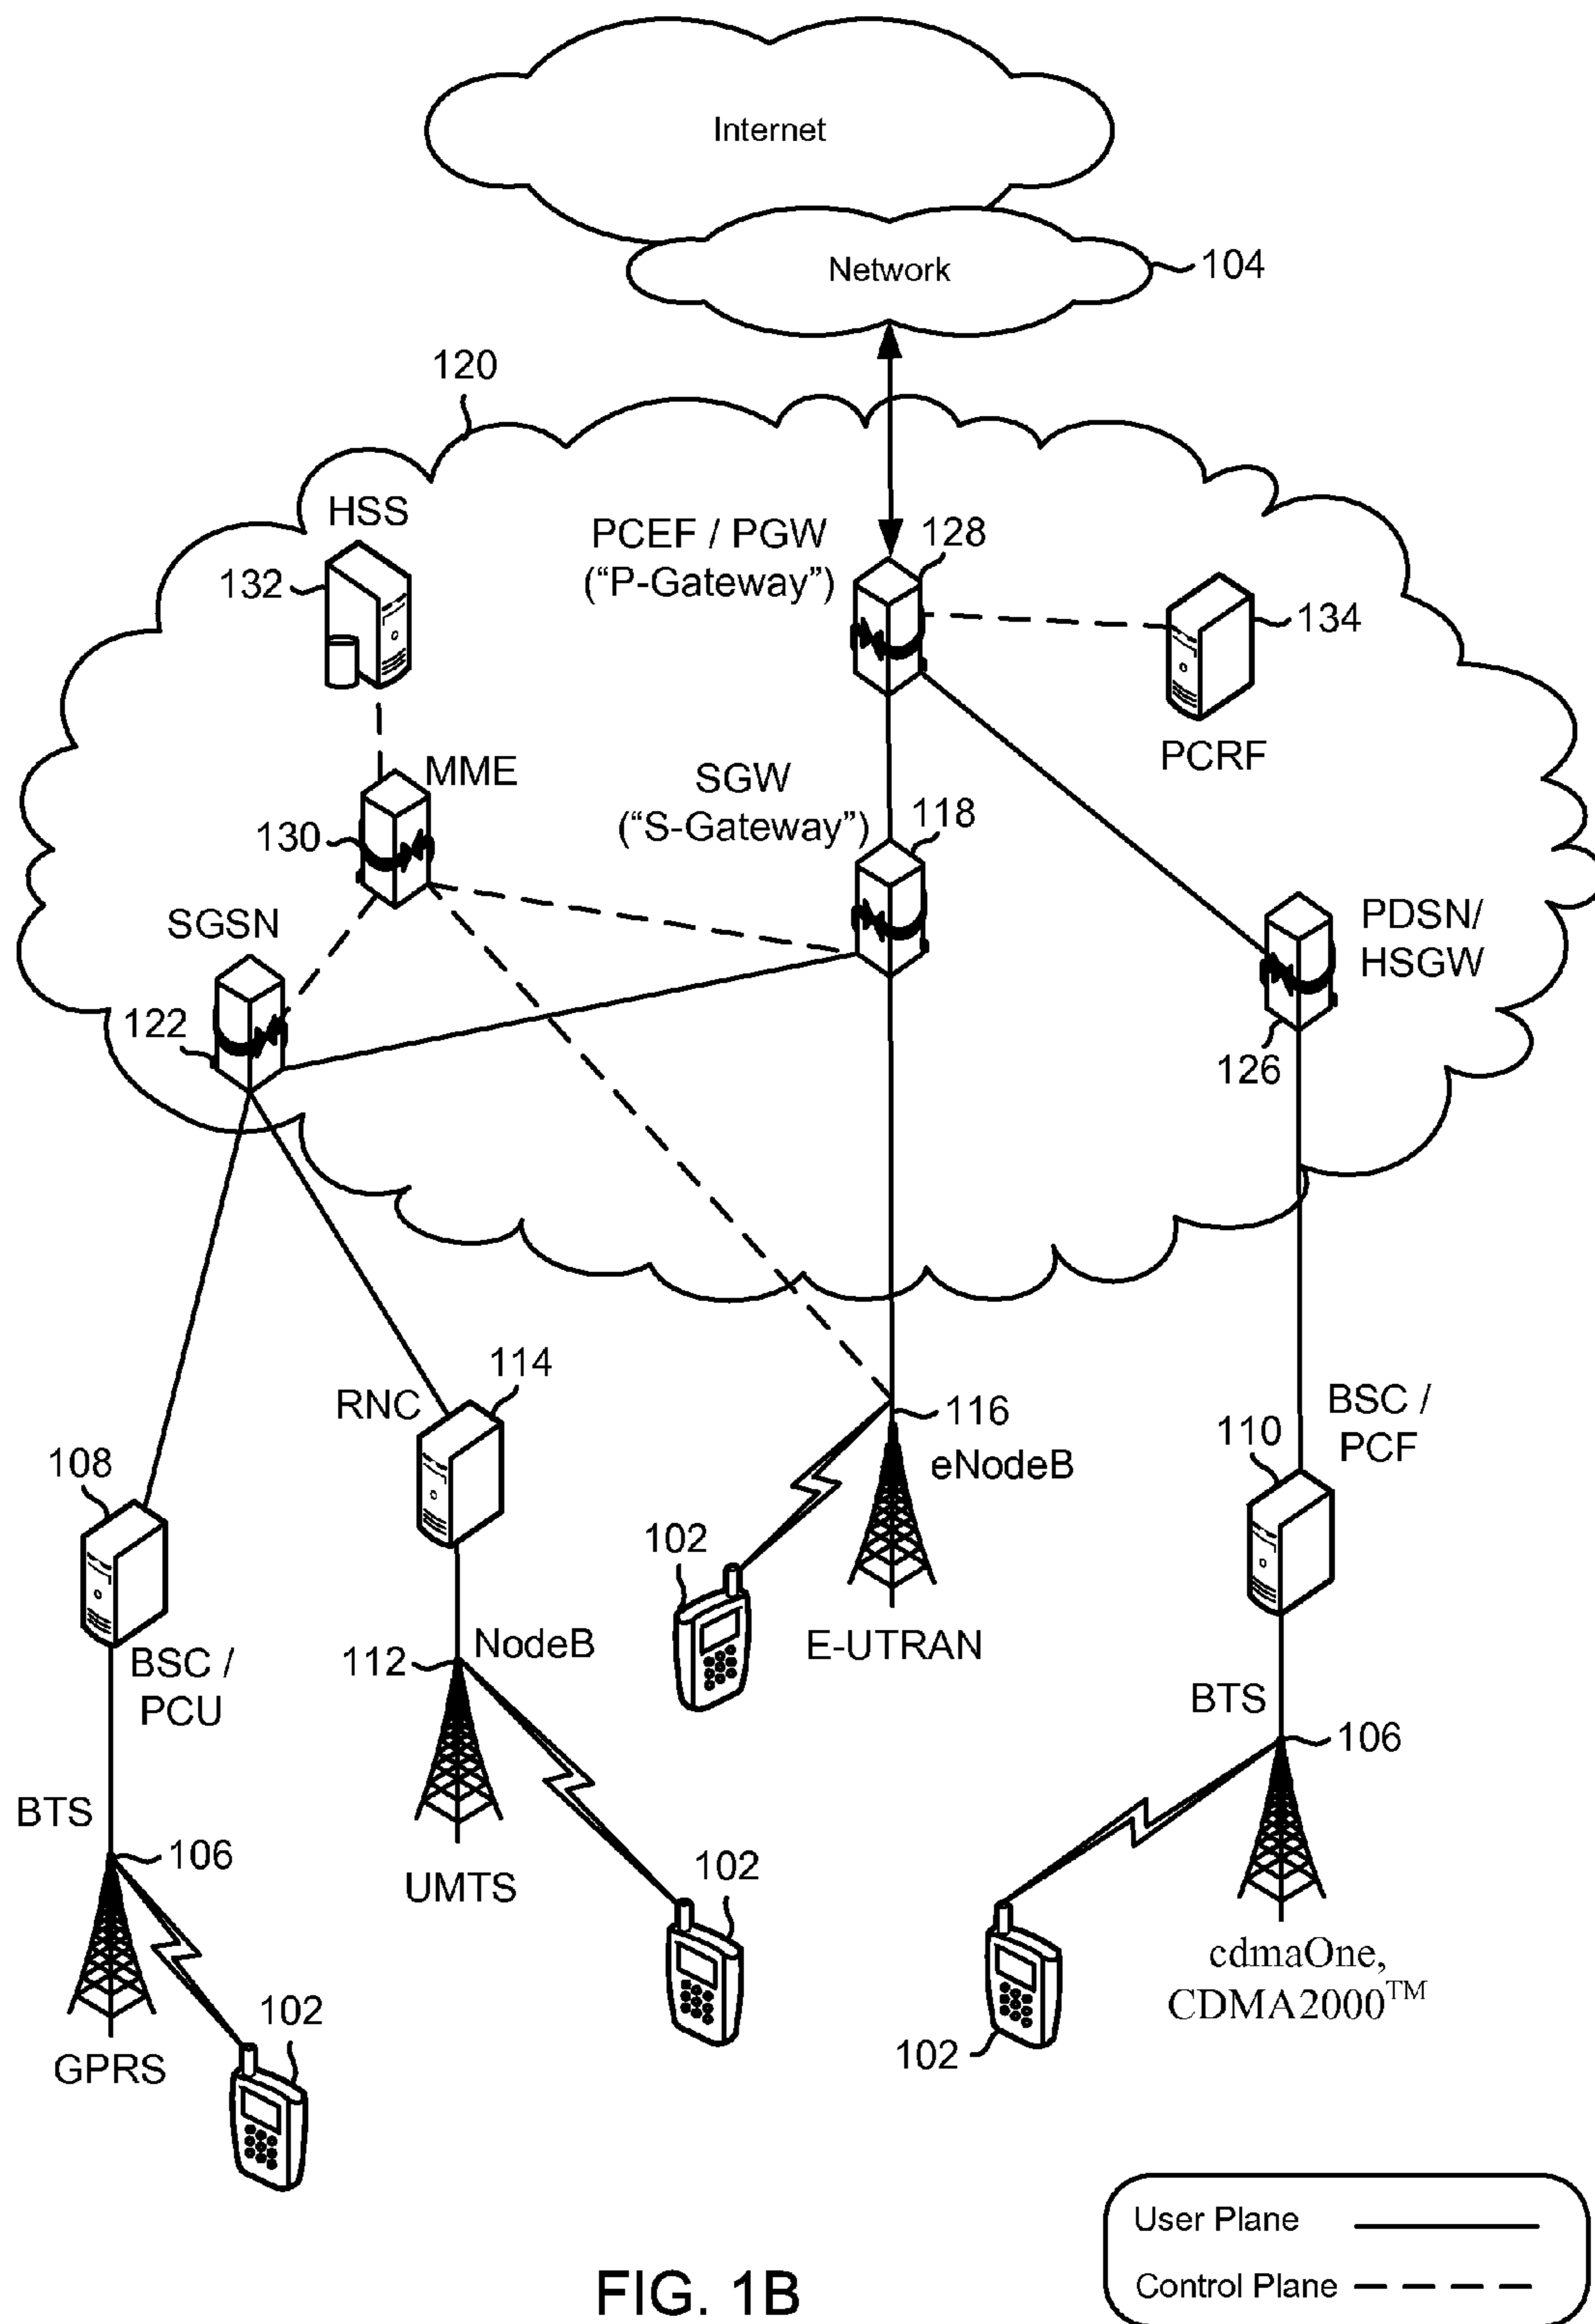 Internet
Network
104
120
HSS
132
PCEF / PGW
(“P-Gateway”)
128
134
PCRF
MME
130
SGW
(“S-Gateway”)
118
SGSN
122
PDSN/
HSGW
126
114
RNC
116
eNodeB
BSC /
PCF
110
108
102
E-UTRAN
NodeB
112
BSC /
PCU
BTS
106
BTS
106
UMTS
102
cdmaOne,
CDMA2000™
102
GPRS
102
User Plane
Control Plane
FIG. 1B